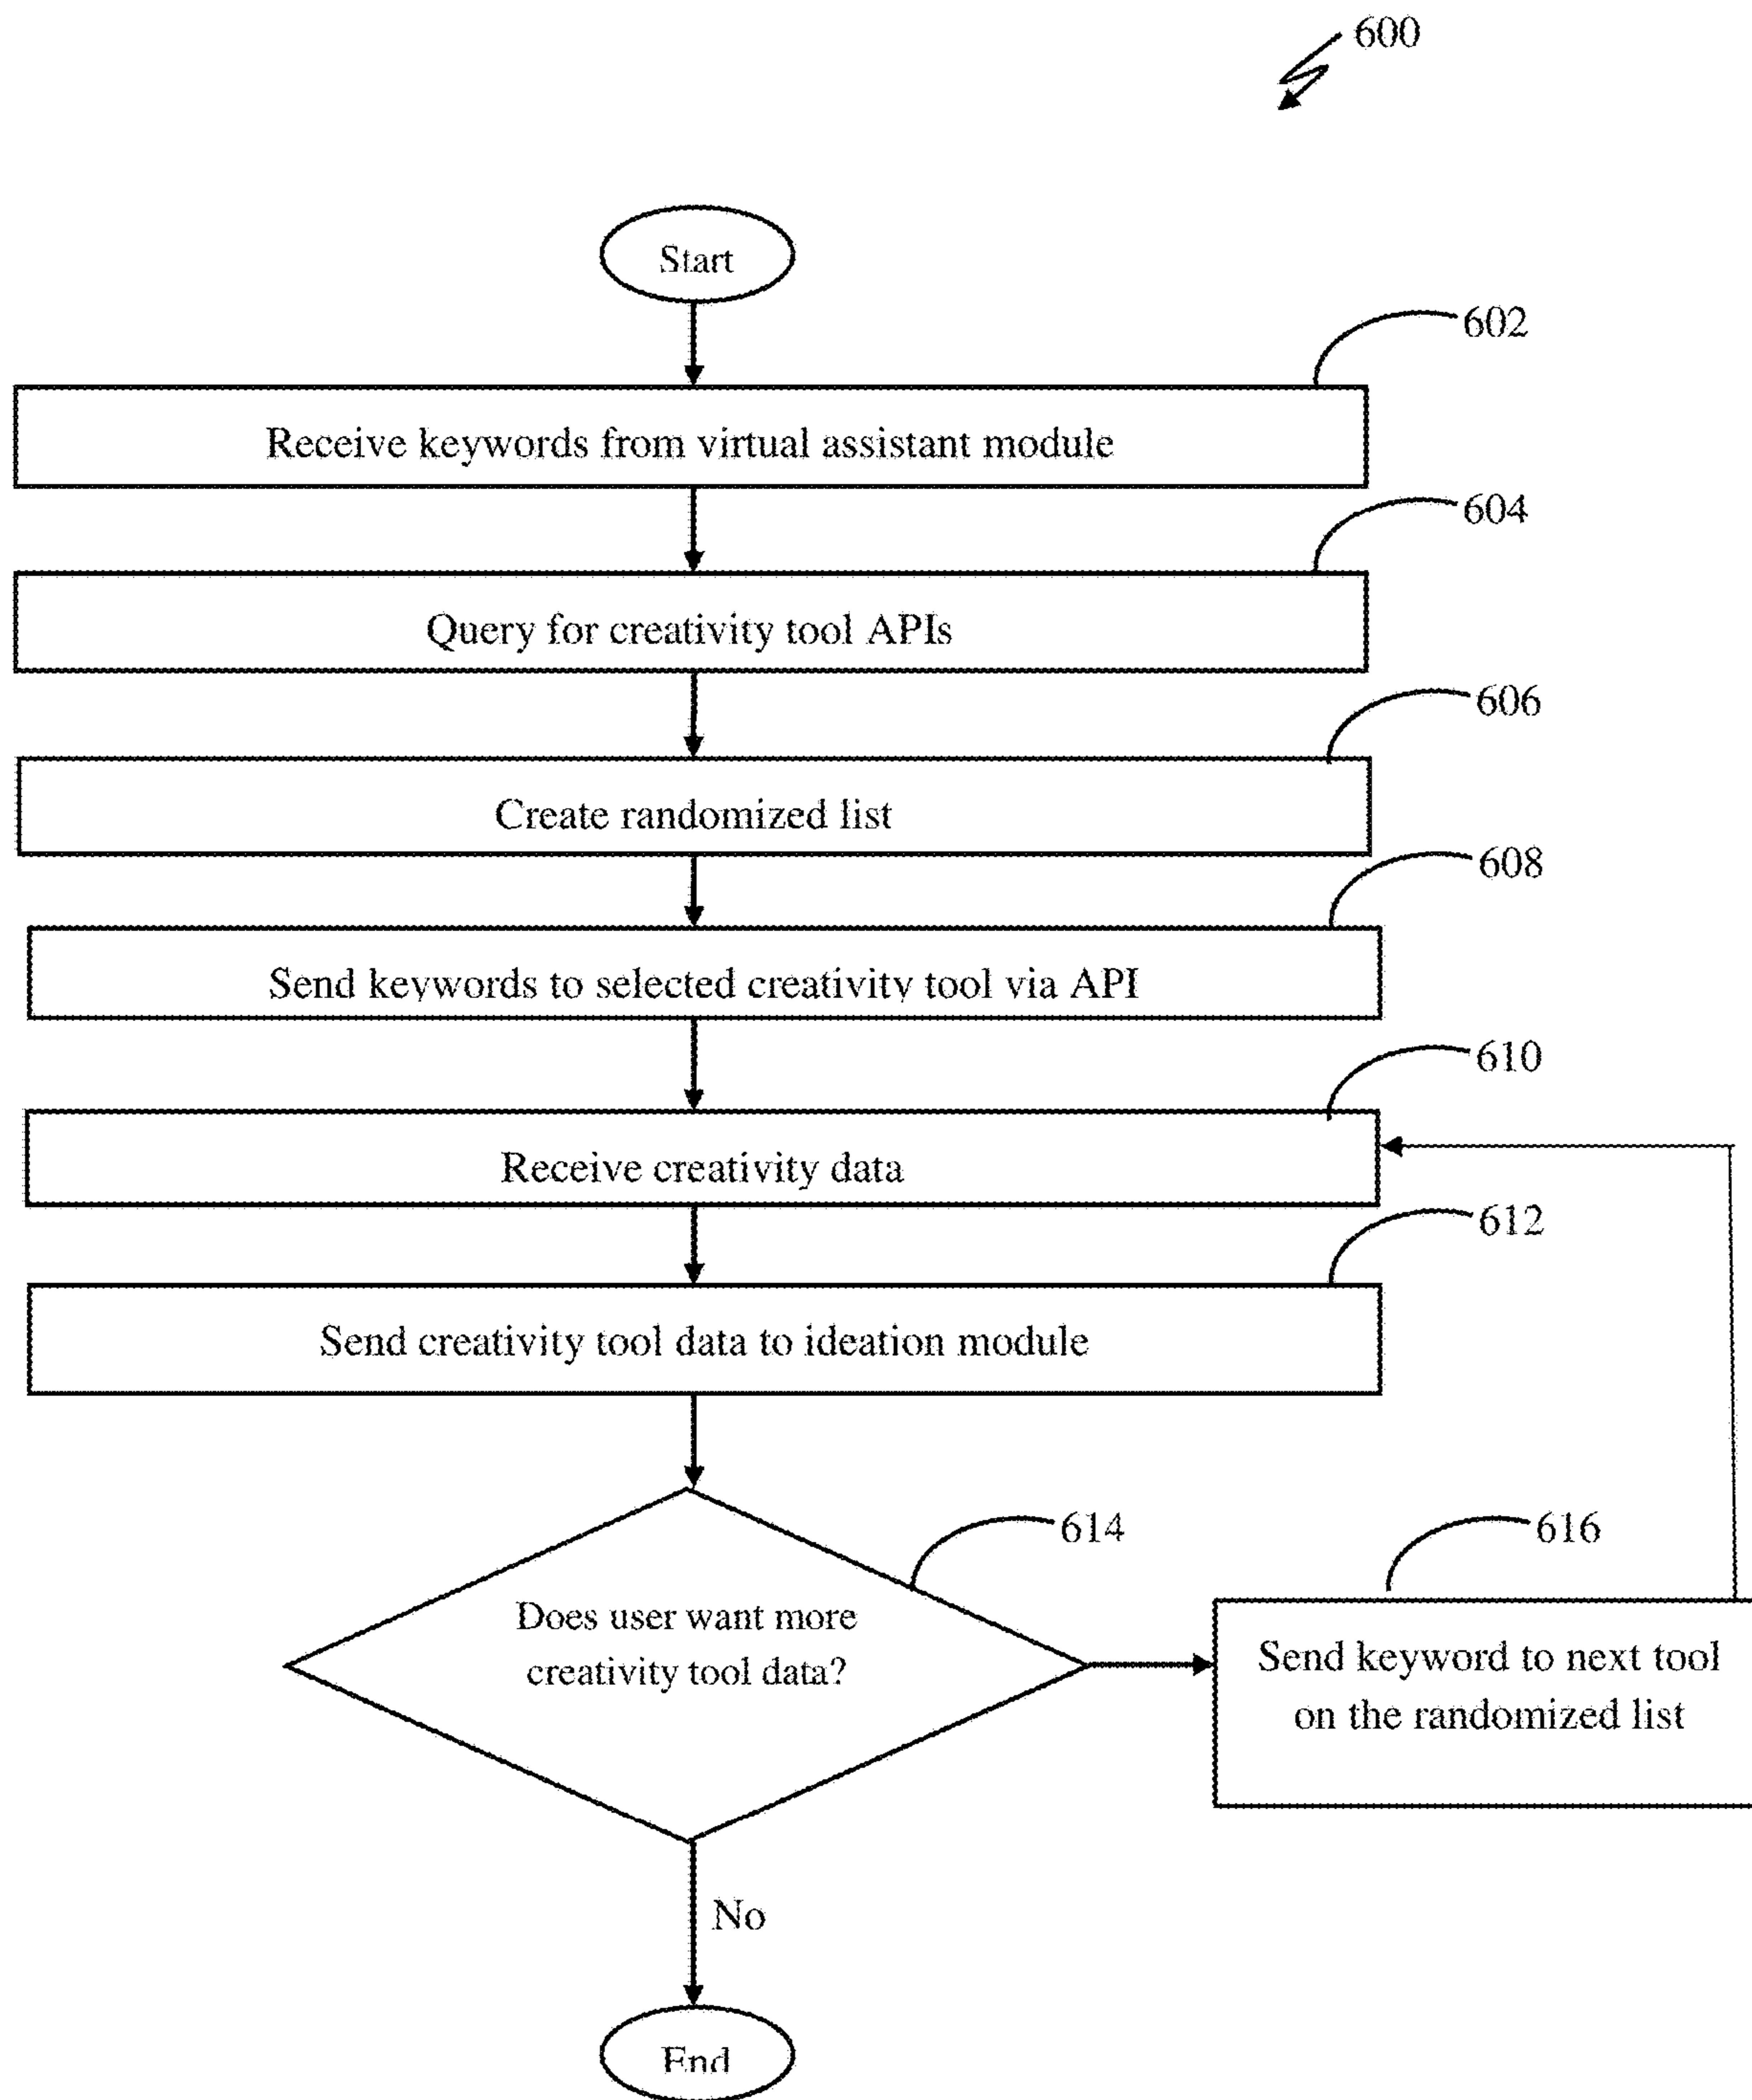 600
Start
602
Receive keywords from virtual assistant module
604
Query for creativity tool APIs
606
Create randomized list
608
Send keywords to selected creativity tool via API
610
Receive creativity data
612
Send creativity tool data to ideation module
614
Does user want more
creativity tool data?
616
Send keyword to next tool
on the randomized list
No
End